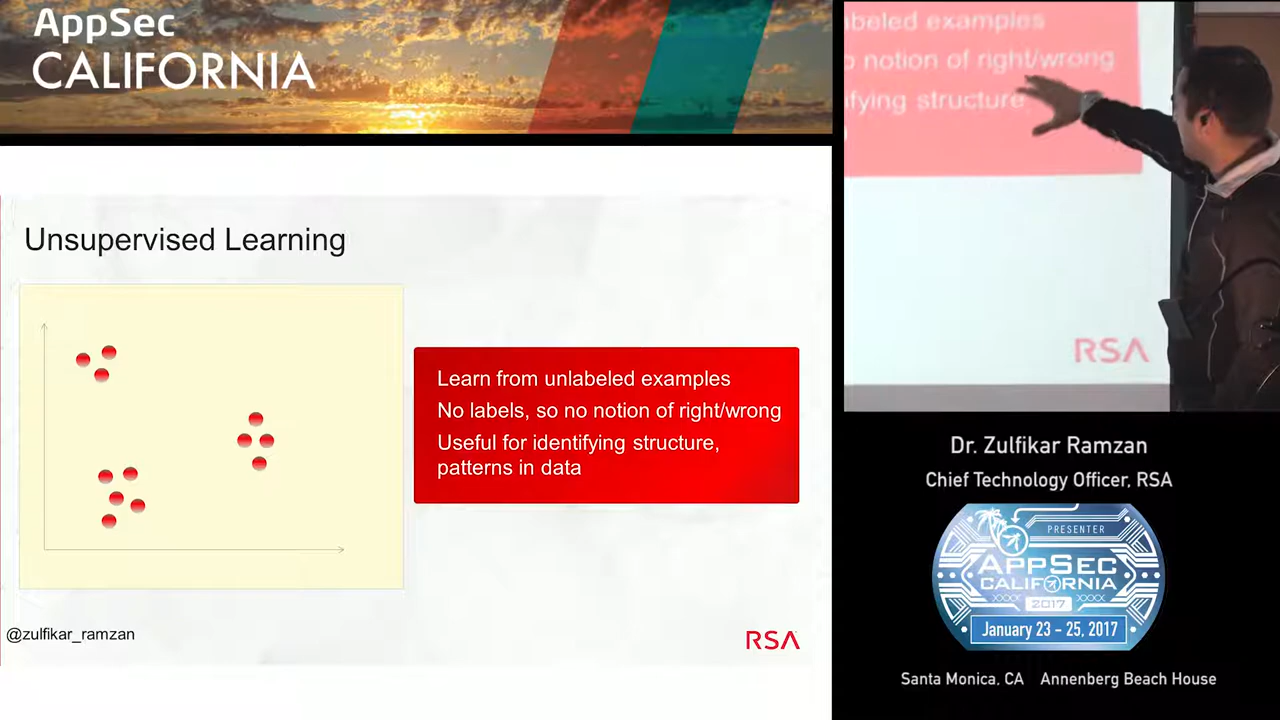 AppSec
CALIFORNIA
Unsupervised Learning
Learn from unlabeled examples
No labels, so no notion of right/wrong
Useful for identifying structure,
patterns in data
@zulfikar_ramzan
RSA
examples
notion of right/wrong
structure,
RSA
Dr. Zulfikar Ramzan
Chief Technology Officer, RSA
PRESENTER
APPSEC
CALIFORNIA
2017
January 23 - 25, 2017
Santa Monica, CA Annenberg Beach House